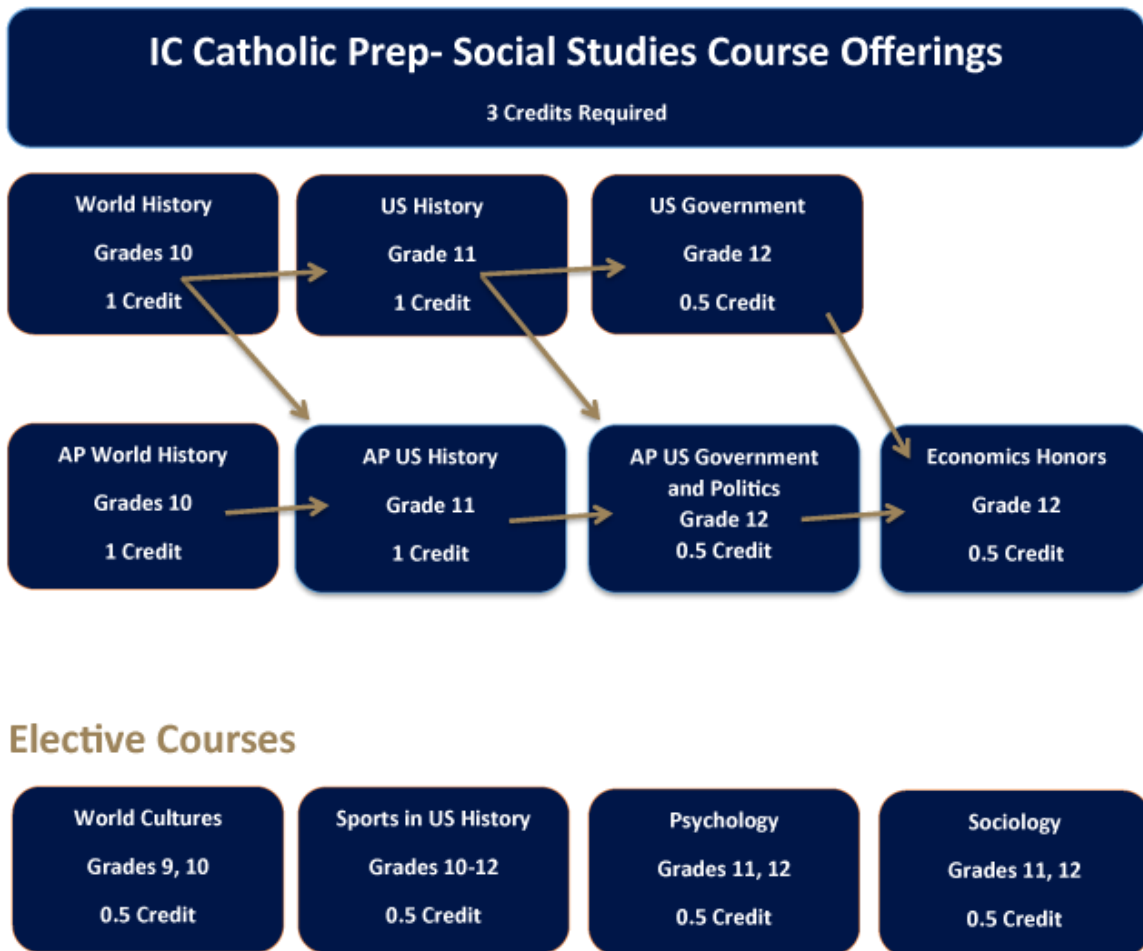 IC Catholic Prep- Social Studies Course Offerings
3 Credits Required
World History
Grades 10
1 Credit
US History
Grade 11
1 Credit
US Government
Grade 12
0.5 Credit
AP World History
Grades 10
1 Credit
AP US History
Grade 11
1 Credit
AP US Government
and Politics
Grade 12
0.5 Credit
Economics Honors
Grade 12
0.5 Credit
Elective Courses
World Cultures
Grades 9, 10
0.5 Credit
Sports in US History
Grades 10-12
0.5 Credit
Psychology
Grades 11, 12
0.5 Credit
Sociology
Grades 11, 12
0.5 Credit